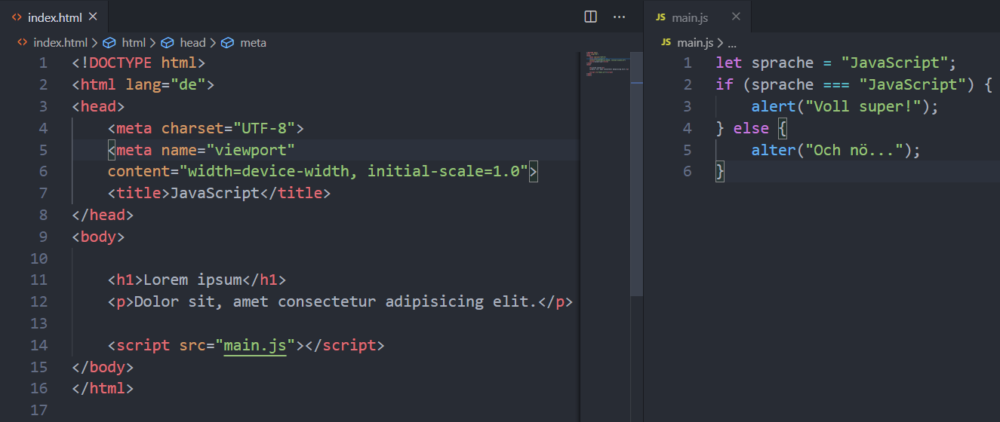 index.html
index.html > html > head > meta
1 <!DOCTYPE html>
2 <html lang="de">
3 <head>
4     <meta charset="UTF-8">
5     <meta name="viewport"
6     content="width=device-width, initial-scale=1.0">
7     <title>JavaScript</title>
8 </head>
9 <body>
10
11     <h1>Lorem ipsum</h1>
12     <p>Dolor sit, amet consectetur adipisicing elit.</p>
13
14     <script src="main.js"></script>
15 </body>
16 </html>
17
JS main.js
JS main.js > ...
1 let sprache = "JavaScript";
2 if (sprache === "JavaScript") {
3     alert("Voll super!");
4 } else {
5     alter("Och nö...");
6 }